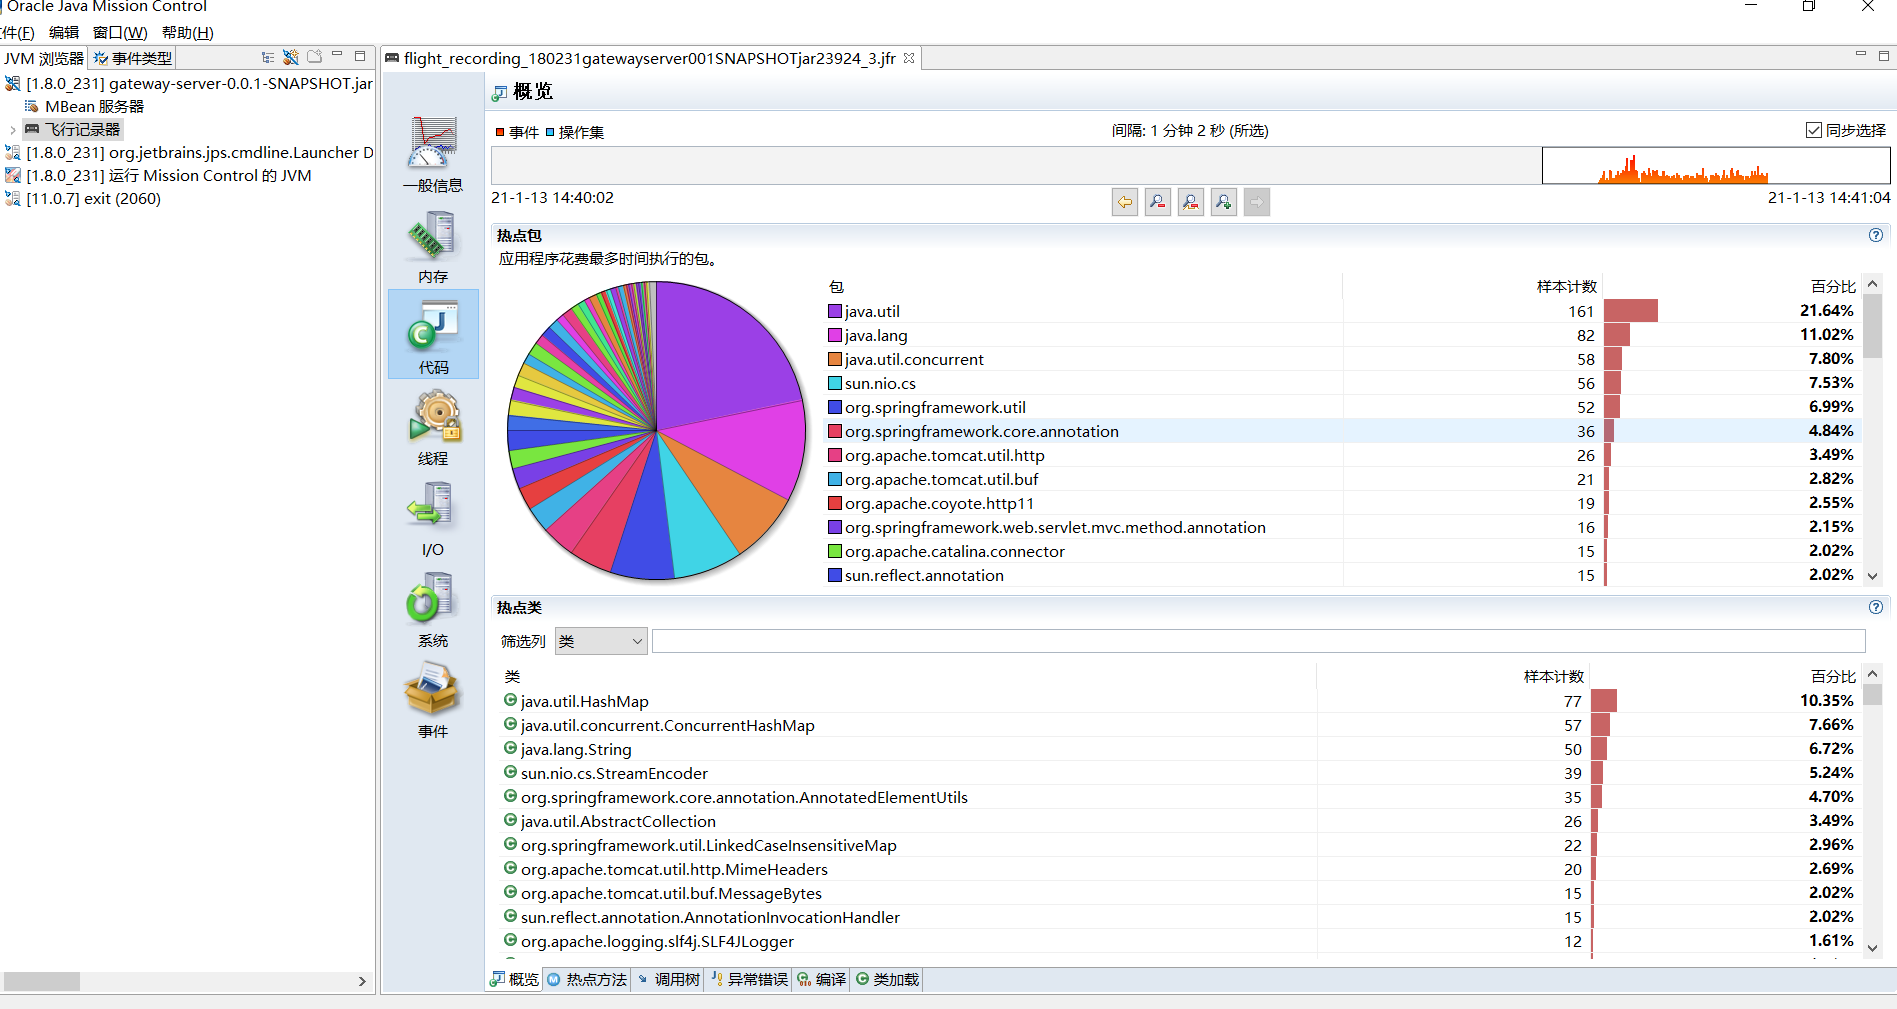 Oracle Java Mission Control
件(F) 编辑 窗口(W) 帮助(H)
JVM 浏览器 事件类型
[1.8.0_231] gateway-server-0.0.1-SNAPSHOT.jar
MBean 服务器
飞行记录器
[1.8.0_231] org.jetbrains.jps.cmdline.Launcher D
[1.8.0_231] 运行 Mission Control 的 JVM
[11.0.7] exit (2060)
flight_recording_180231gatewayserver001SNAPSHOTjar23924_3.jfr
一般信息
内存
代码
线程
I/O
系统
事件
概览
事件 操作集 间隔: 1 分钟 2 秒 (所选) 同步选择
21-1-13 14:40:02 21-1-13 14:41:04
热点包
应用程序花费最多时间执行的包。
包 样本计数 百分比
java.util 161 21.64%
java.lang 82 11.02%
java.util.concurrent 58 7.80%
sun.nio.cs 56 7.53%
org.springframework.util 52 6.99%
org.springframework.core.annotation 36 4.84%
org.apache.tomcat.util.http 26 3.49%
org.apache.tomcat.util.buf 21 2.82%
org.apache.coyote.http11 19 2.55%
org.springframework.web.servlet.mvc.method.annotation 16 2.15%
org.apache.catalina.connector 15 2.02%
sun.reflect.annotation 15 2.02%
热点类
筛选列 类
类 样本计数 百分比
java.util.HashMap 77 10.35%
java.util.concurrent.ConcurrentHashMap 57 7.66%
java.lang.String 50 6.72%
sun.nio.cs.StreamEncoder 39 5.24%
org.springframework.core.annotation.AnnotatedElementUtils 35 4.70%
java.util.AbstractCollection 26 3.49%
org.springframework.util.LinkedCaseInsensitiveMap 22 2.96%
org.apache.tomcat.util.http.MimeHeaders 20 2.69%
org.apache.tomcat.util.buf.MessageBytes 15 2.02%
sun.reflect.annotation.AnnotationInvocationHandler 15 2.02%
org.apache.logging.slf4j.SLF4JLogger 12 1.61%
概览 热点方法 调用树 异常错误 编译 类加载